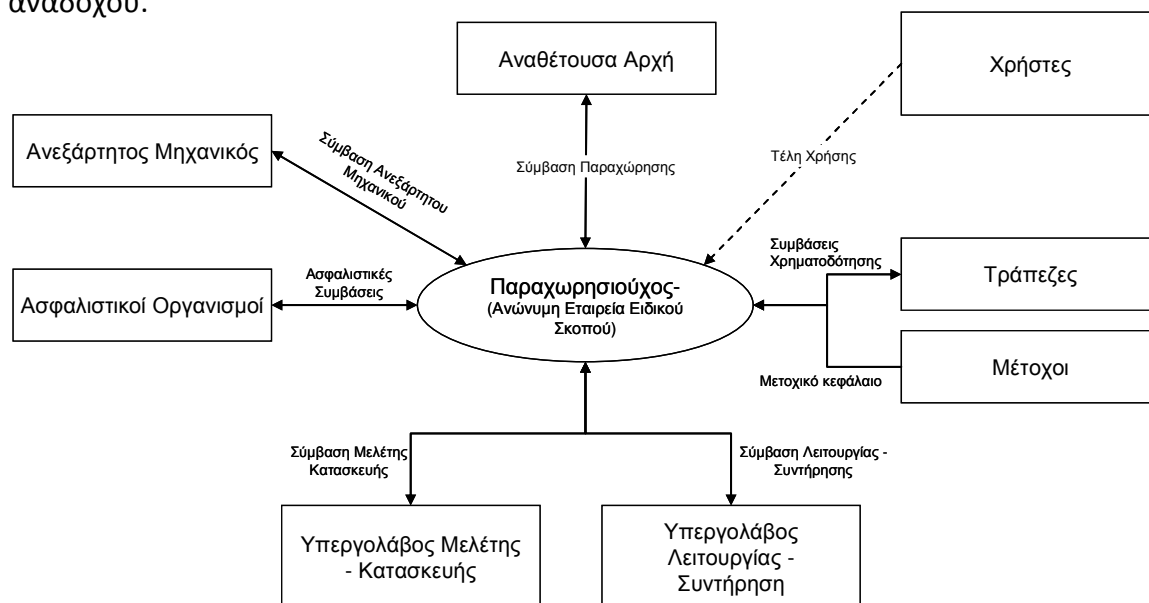 αναδόχου.
Αναθέτουσα Αρχή
Χρήστες
Ανεξάρτητος Μηχανικός
Σύμβαση Ανεξάρτητου
Μηχανικού
Σύμβαση Παραχώρησης
Τέλη Χρήσης
Ασφαλιστικοί Οργανισμοί
Ασφαλιστικές
Συμβάσεις
Παραχωρησιούχος-
(Ανώνυμη Εταιρεία Ειδικού
Σκοπού)
Συμβάσεις
Χρηματοδότησης
Τράπεζες
Μετοχικό κεφάλαιο
Μέτοχοι
Σύμβαση Μελέτης
Κατασκευής
Σύμβαση Λειτουργίας -
Συντήρησης
Υπεργολάβος Μελέτης
- Κατασκευής
Υπεργολάβος
Λειτουργίας -
Συντήρηση